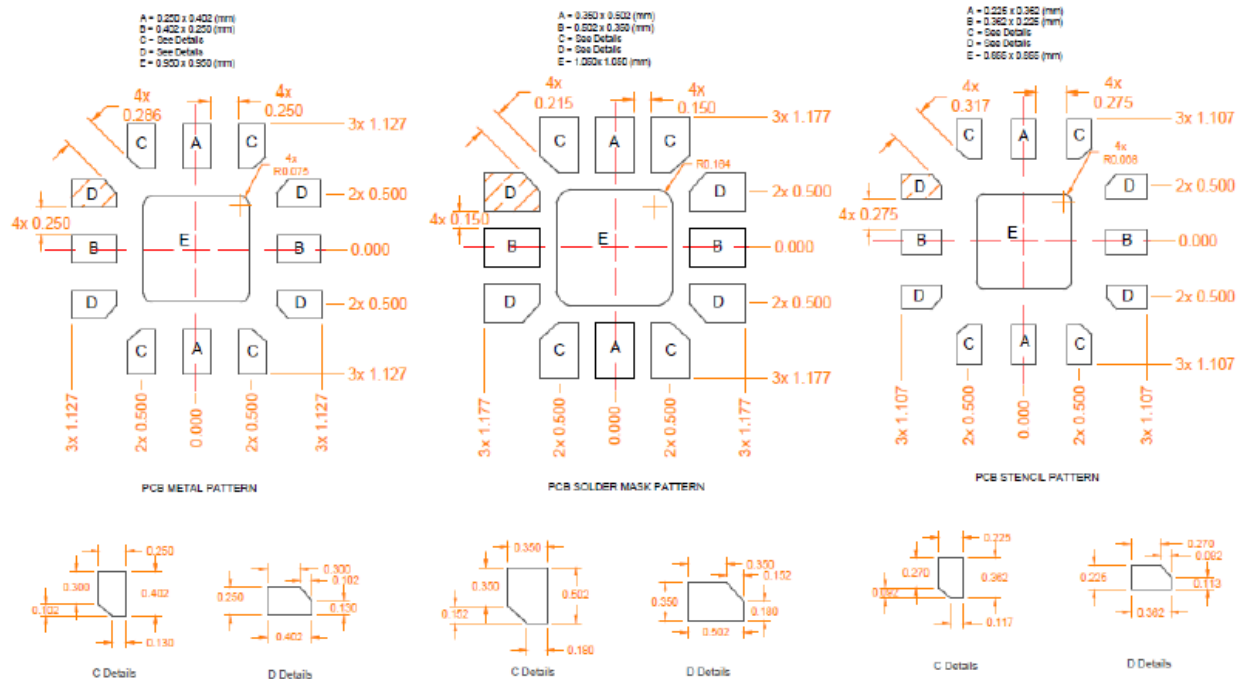 A = 0.250 x 0.402 (mm)
B = 0.402 x 0.250 (mm)
C = See Details
D = See Details
E = 0.950 x 0.950 (mm)
4x
0.286
4x
0.250
3x 1.127
C
A
C
4x
R0.075
D
D
2x 0.500
4x 0.250
B
E
B
0.000
D
D
2x 0.500
C
A
C
3x 1.127
3x 1.127
2x 0.500
0.000
2x 0.500
3x 1.127
PCB METAL PATTERN
0.250
0.300
0.402
0.102
0.130
C Details
0.300
0.102
0.250
0.130
0.402
D Details
A = 0.350 x 0.502 (mm)
B = 0.502 x 0.350 (mm)
C = See Details
D = See Details
E = 1.050x 1.050 (mm)
4x
0.215
4x
0.150
3x 1.177
C
A
C
R0.164
D
D
2x 0.500
4x 0.150
B
E
B
0.000
D
D
2x 0.500
C
A
C
3x 1.177
3x 1.177
2x 0.500
0.000
2x 0.500
3x 1.177
PCB SOLDER MASK PATTERN
0.350
0.350
0.502
0.152
0.180
C Details
0.350
0.152
0.350
0.180
0.502
D Details
A = 0.225 x 0.362 (mm)
B = 0.362 x 0.225 (mm)
C = See Details
D = See Details
4x
0.317
4x
0.275
3x 1.107
C
A
C
4x
R0.068
D
D
2x 0.500
4x 0.275
B
E
B
0.000
D
D
2x 0.500
C
A
C
3x 1.107
3x 1.107
2x 0.500
0.000
2x 0.500
3x 1.107
PCB STENCIL PATTERN
0.225
0.270
0.362
0.092
0.117
C Details
0.270
0.092
0.225
0.113
0.362
D Details